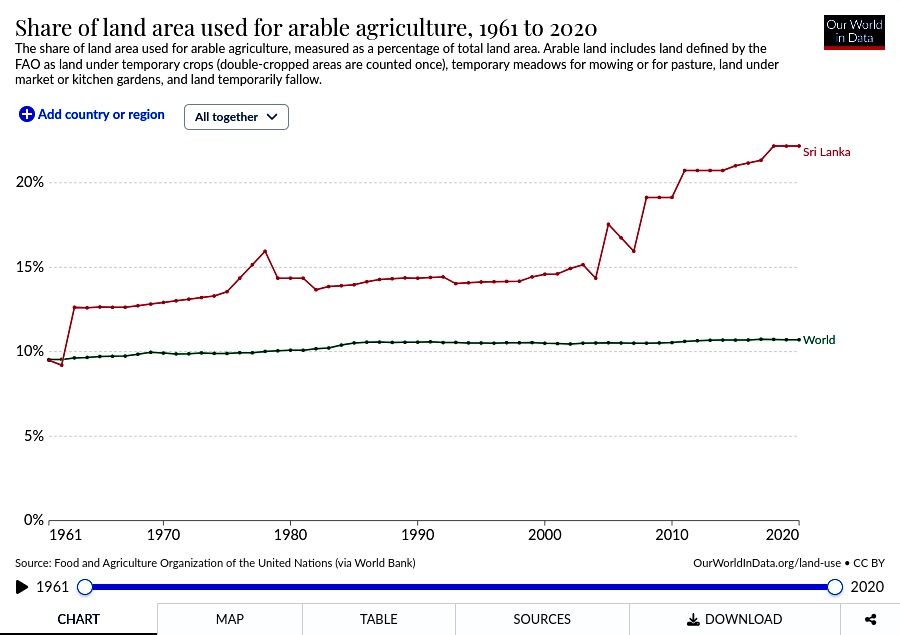 Share of land area used for arable agriculture, 1961 to 2020
Our World
in Data
The share of land area used for arable agriculture, measured as a percentage of total land area. Arable land includes land defined by the
FAO as land under temporary crops (double-cropped areas are counted once), temporary meadows for mowing or for pasture, land under
market or kitchen gardens, and land temporarily fallow.
Add country or region
All together
Sri Lanka
20%
15%
World
10%
5%
0%
1961 1970 1980 1990 2000 2010 2020
Source: Food and Agriculture Organization of the United Nations (via World Bank)
OurWorldInData.org/land-use • CC BY
1961 2020
CHART MAP TABLE SOURCES DOWNLOAD